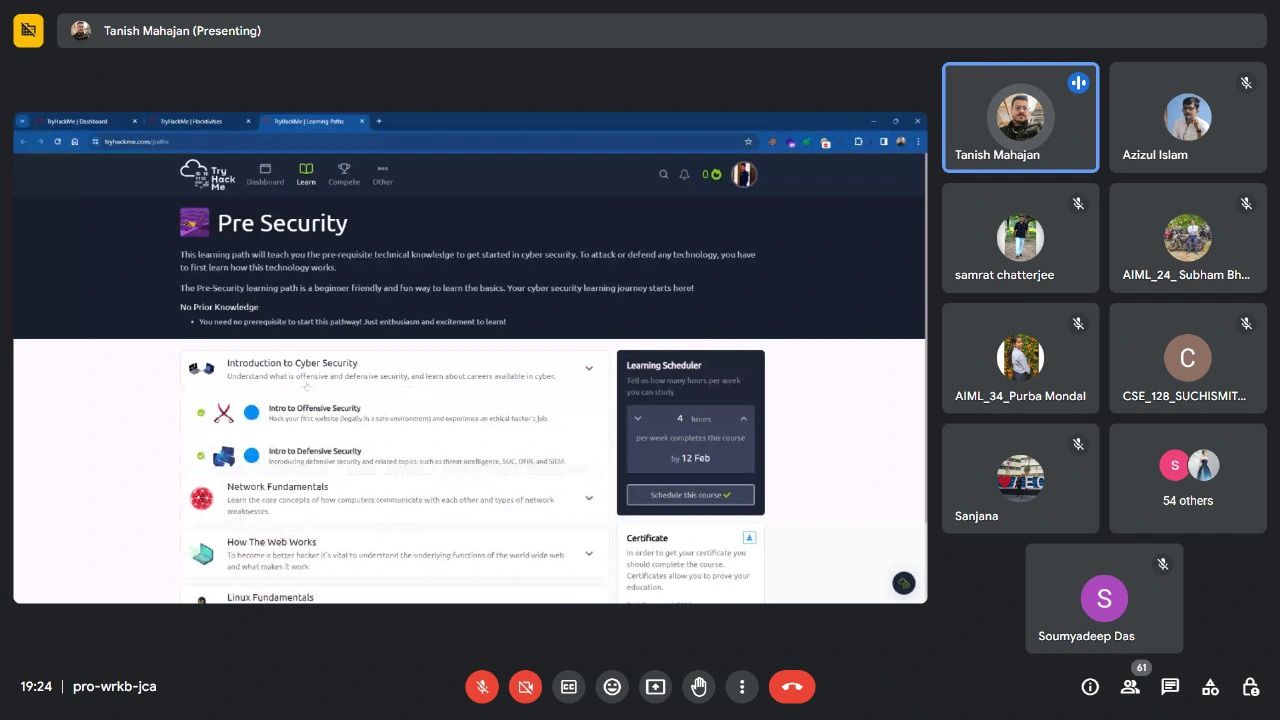 Tanish Mahajan (Presenting)
TryHackMe | Dashboard
TryHackMe | Hacktivities
TryHackMe | Learning Paths
tryhackme.com/paths
Try
Hack
Me
Dashboard
Learn
Compete
Other
0
Pre Security
This learning path will teach you the pre-requisite technical knowledge to get started in cyber security. To attack or defend any technology, you have
to first learn how this technology works.
The Pre-Security learning path is a beginner friendly and fun way to learn the basics. Your cyber security learning journey starts here!
No Prior Knowledge
• You need no prerequisite to start this pathway! Just enthusiasm and excitement to learn!
Introduction to Cyber Security
Understand what is offensive and defensive security, and learn about careers available in cyber.
Intro to Offensive Security
Hack your first website (legally in a safe environment) and experience an ethical hacker's job.
Intro to Defensive Security
Introducing defensive security and related topics, such as threat intelligence, SOC, DFIR, and SIEM.
Network Fundamentals
Learn the core concepts of how computers communicate with each other and types of network
weaknesses.
How The Web Works
To become a better hacker it's vital to understand the underlying functions of the world wide web
and what makes it work.
Linux Fundamentals
Learning Scheduler
Tell us how many hours per week
you can study
4 hours
per week completes this course
by 12 Feb
Schedule this course
Certificate
In order to get your certificate you
should complete the course.
Certificates allow you to prove your
education.
Tanish Mahajan
Azizul Islam
samrat chatterjee
AIML_24_Subham Bh...
AIML_34_Purba Mondal
C
CSE_128_SUCHISMIT...
Sanjana
S
54 others
S
Soumyadeep Das
19:24 | pro-wrkb-jca
61